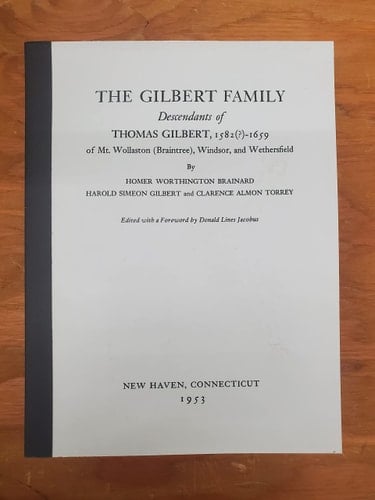 THE GILBERT FAMILY
Descendants of
THOMAS GILBERT, 1582(?)-1659
of Mt. Wollaston (Braintree), Windsor, and Wethersfield
By
HOMER WORTHINGTON BRAINARD
HAROLD SIMEON GILBERT and CLARENCE ALMON TORREY
Edited with a Foreword by Donald Lines Jacobus
NEW HAVEN, CONNECTICUT
1953